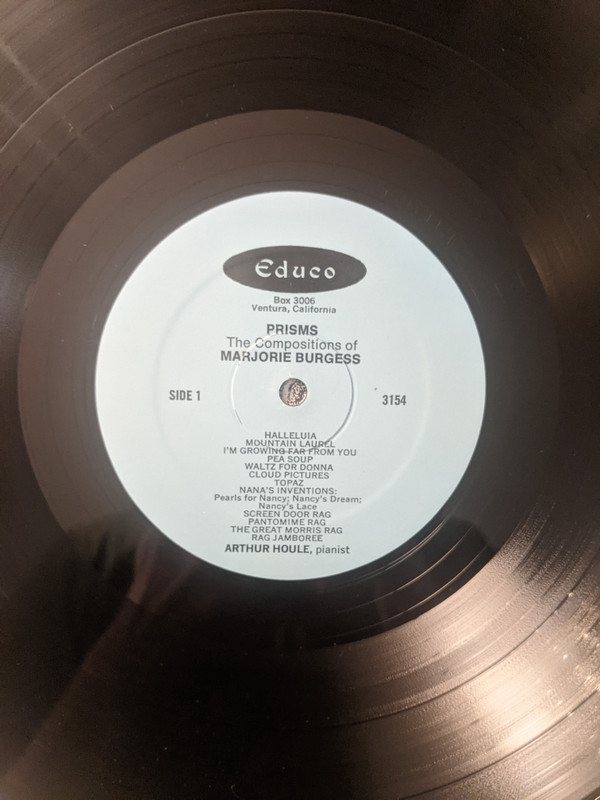 Educo
Box 3006
Ventura, California
PRISMS
The Compositions of
MARJORIE BURGESS
SIDE 1
3154
HALLELUIA
MOUNTAIN LAUREL
I'M GROWING FAR FROM YOU
PEA SOUP
WALTZ FOR DONNA
CLOUD PICTURES
TOPAZ
NANA'S INVENTIONS:
Pearls for Nancy; Nancy's Dream;
Nancy's Lace
SCREEN DOOR RAG
PANTOMIME RAG
THE GREAT MORRIS RAG
RAG JAMBOREE
ARTHUR HOULE, pianist